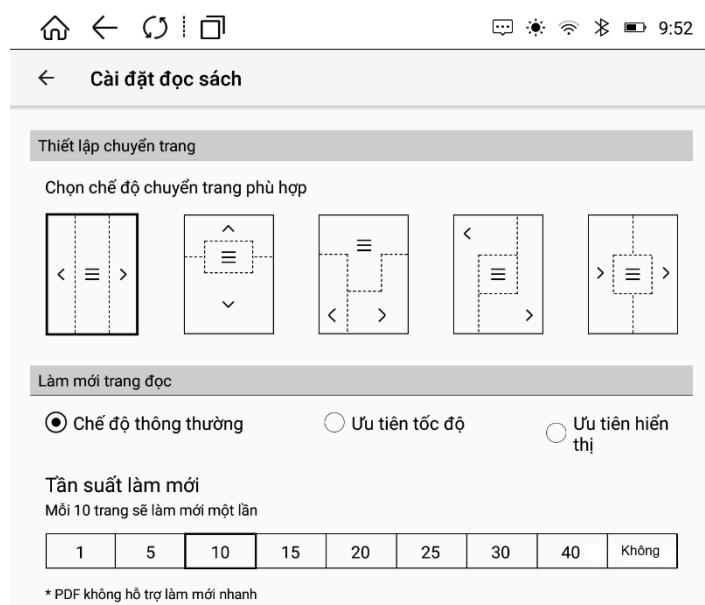 9:52
Cài đặt đọc sách
Thiết lập chuyển trang
Chọn chế độ chuyển trang phù hợp
Làm mới trang đọc
Chế độ thông thường
Ưu tiên tốc độ
Ưu tiên hiển
thị
Tần suất làm mới
Mỗi 10 trang sẽ làm mới một lần
1 5 10 15 20 25 30 40 Không
* PDF không hỗ trợ làm mới nhanh